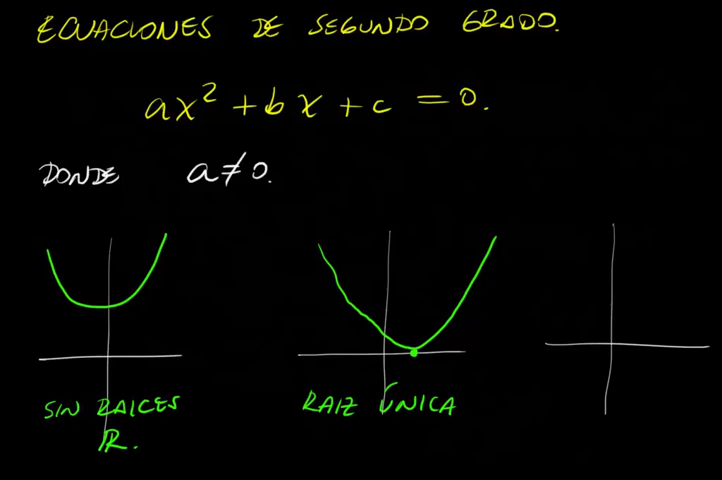 ECUACIONES DE SEGUNDO GRADO.
ax² + bx + c = 0.
DONDE a ≠ 0.
SIN RAICES
IR.
RAIZ ÚNICA